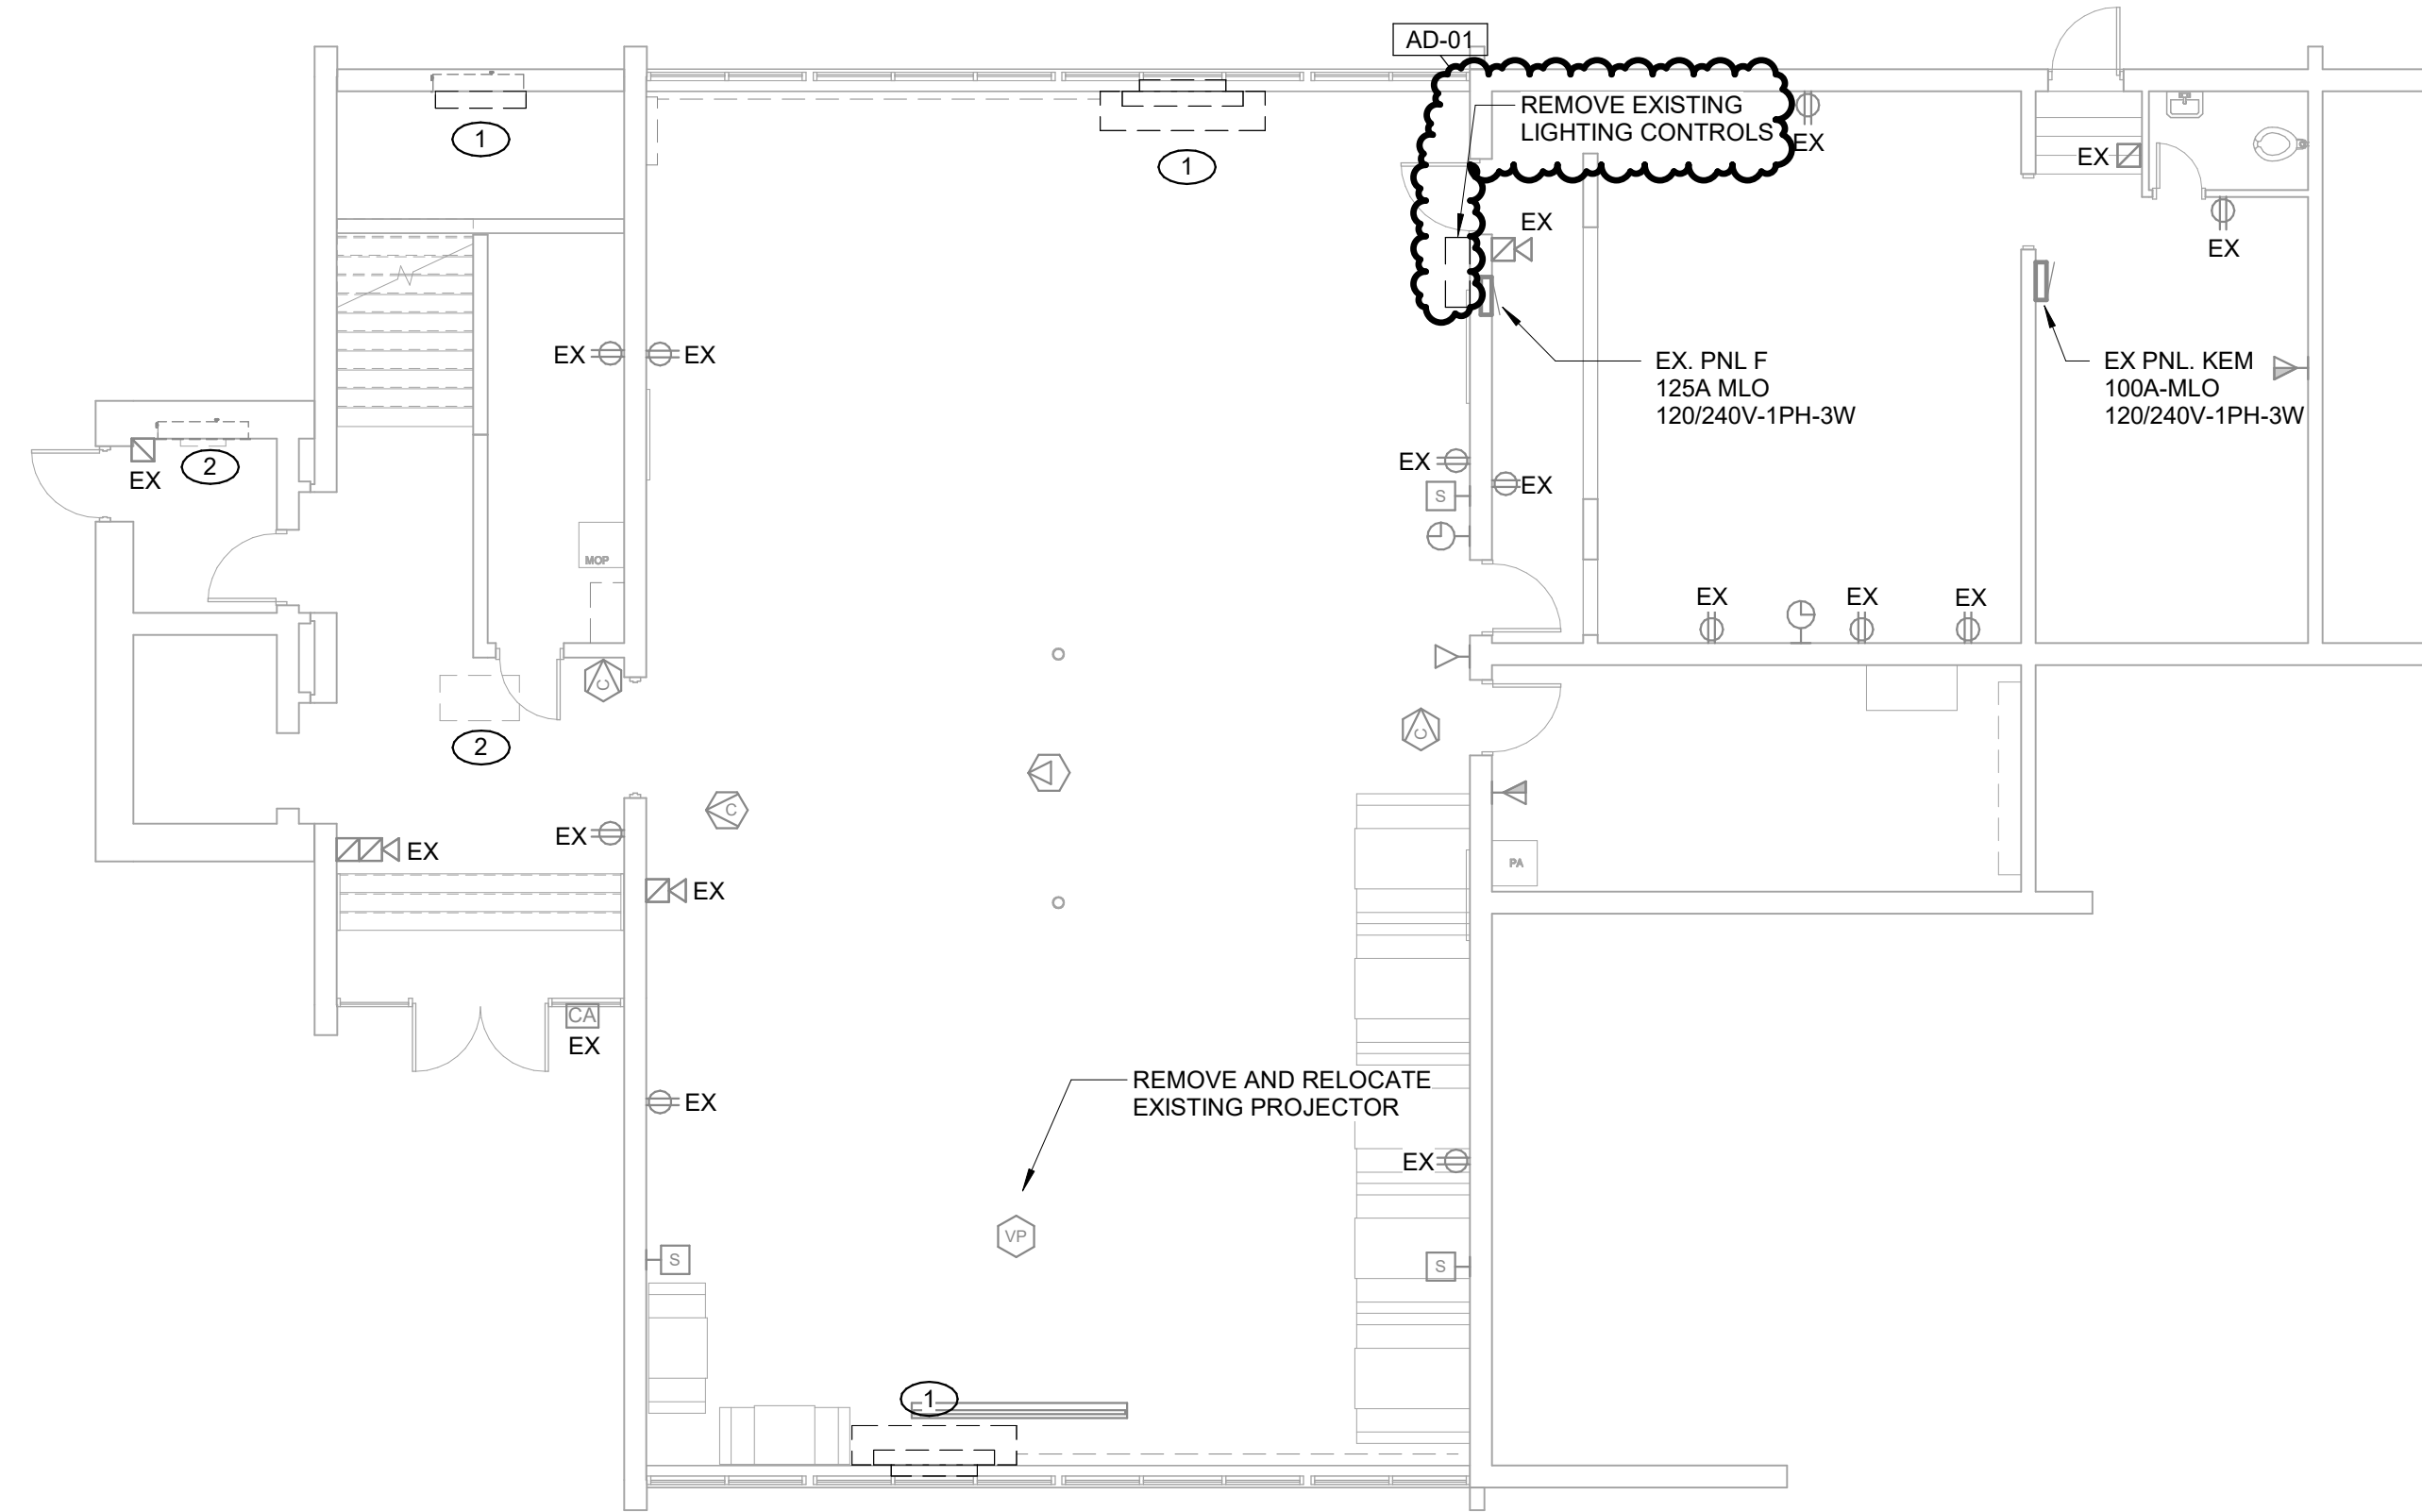 AD-01
REMOVE EXISTING
LIGHTING CONTROLS
1
1
EX
EX
EX
EX
EX
EX
EX. PNL F
125A MLO
120/240V-1PH-3W
EX PNL. KEM
100A-MLO
120/240V-1PH-3W
2
EX
EX
S
EX
MOP
EX
EX
EX
C
2
C
C
EX
EX
PA
EX
CA
EX
REMOVE AND RELOCATE
EXISTING PROJECTOR
EX
EX
VP
S
S
1